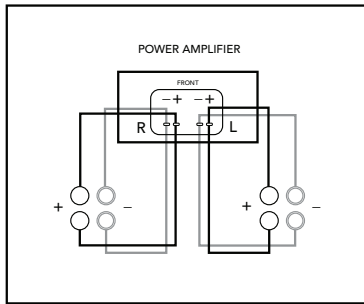 POWER AMPLIFIER
FRONT
−+ −+
R L
+ − + −